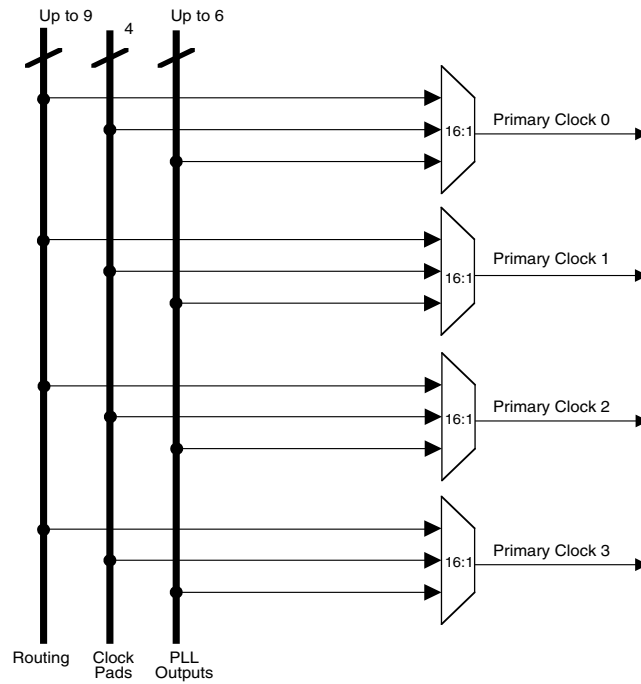 Up to 9
4
Up to 6
16:1
Primary Clock 0
16:1
Primary Clock 1
16:1
Primary Clock 2
16:1
Primary Clock 3
Routing
Clock
Pads
PLL
Outputs